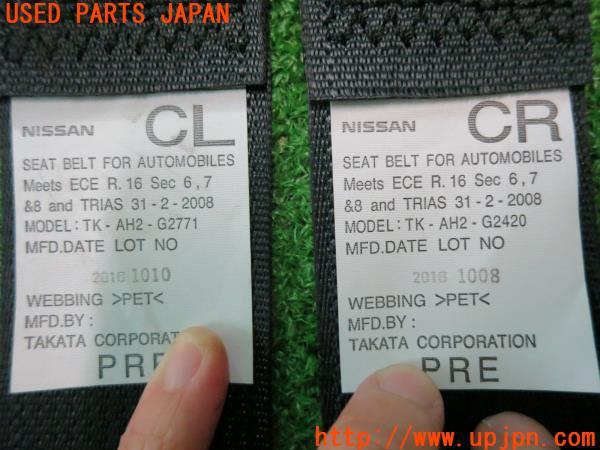 USED PARTS JAPAN
NISSAN CL
SEAT BELT FOR AUTOMOBILES
Meets ECE R. 16 Sec 6,7
&8 and TRIAS 31-2-2008
MODEL: TK-AH2-G2771
MFD.DATE LOT NO
2016 1010
WEBBING >PET<
MFD.BY :
TAKATA CORPORAT
PRE
NISSAN CR
SEAT BELT FOR AUTOMOBILES
Meets ECE R. 16 Sec 6,7
&8 and TRIAS 31-2-2008
MODEL: TK-AH2-G2420
MFD.DATE LOT NO
2016 1008
WEBBING >PET<
MFD.BY :
TAKATA CORPORATION
PRE
http://www.upjpn.com